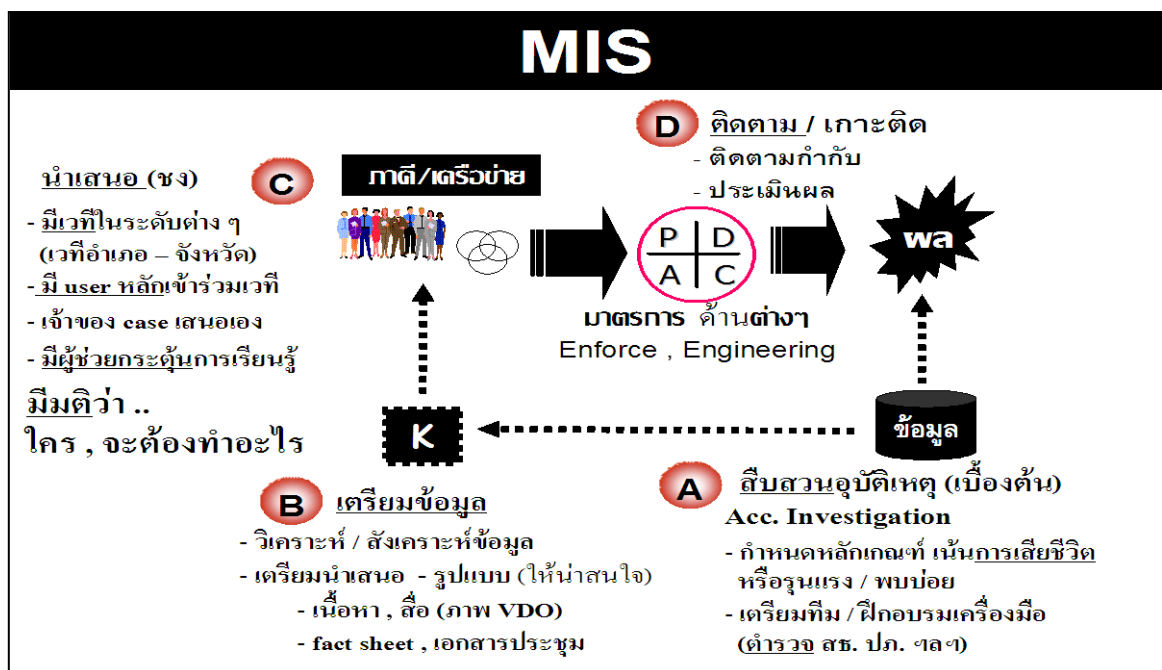 MIS
D ติดตาม / เกาะติด
- ติดตามกำกับ
- ประเมินผล
นำเสนอ (ชง)
C
ภาคี/เครือข่าย
- มีเวทีในระดับต่าง ๆ
(เวทีอำเภอ – จังหวัด)
- มี user หลักเข้าร่วมเวที
- เจ้าของ case เสนอเอง
- มีผู้ช่วยกระตุ้นการเรียนรู้
มีมติว่า ..
ใคร , จะต้องทำอะไร
P D
A C
ผล
มาตรการ ด้านต่างๆ
Enforce , Engineering
K
ข้อมูล
B เตรียมข้อมูล
- วิเคราะห์ / สังเคราะห์ข้อมูล
- เตรียมนำเสนอ - รูปแบบ (ให้น่าสนใจ)
- เนื้อหา , สื่อ (ภาพ VDO)
- fact sheet , เอกสารประชุม
A สืบสวนอุบัติเหตุ (เบื้องต้น)
Acc. Investigation
- กำหนดหลักเกณฑ์ เน้นการเสียชีวิต
หรือรุนแรง / พบบ่อย
- เตรียมทีม / ฝึกอบรมเครื่องมือ
(ตำรวจ สธ. ปภ. ฯลฯ)